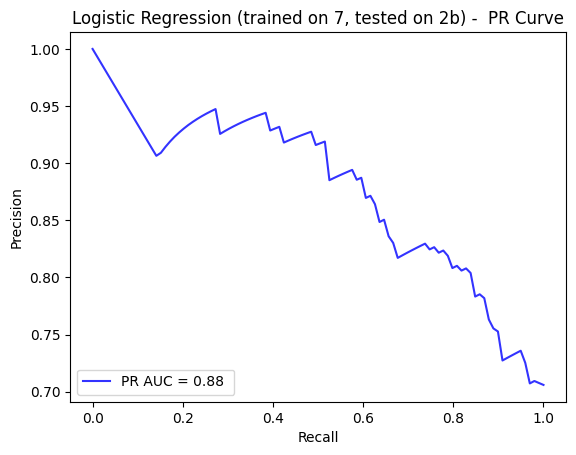 Logistic Regression (trained on 7, tested on 2b) -  PR Curve
1.00
0.95
0.90
0.85
0.80
0.75
0.70
Precision
PR AUC = 0.88
0.0 0.2 0.4 0.6 0.8 1.0
Recall